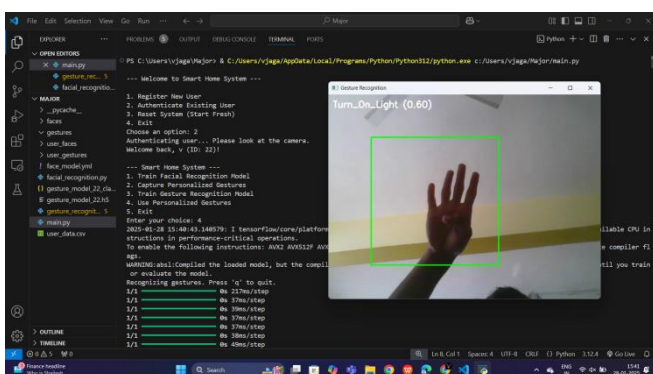 File Edit Selection View Go Run ...
Major
EXPLORER
PROBLEMS 5 OUTPUT DEBUG CONSOLE TERMINAL PORTS
Python
OPEN EDITORS
main.py
gesture_rec... 5
facial_recognitio...
MAJOR
__pycache__
faces
gestures
user_faces
user_gestures
face_model.yml
facial_recognition.py
gesture_model_22_cla...
gesture_model_22.h5
gesture_recognit... 5
main.py
user_data.csv
OUTLINE
TIMELINE
PS C:\Users\vjaga\Major> & C:/Users/vjaga/AppData/Local/Programs/Python/Python312/python.exe c:/Users/vjaga/Major/main.py
--- Welcome to Smart Home System ---
1. Register New User
2. Authenticate Existing User
3. Reset System (Start Fresh)
4. Exit
Choose an option: 2
Authenticating user... Please look at the camera.
Welcome back, v (ID: 22)!
--- Smart Home System ---
1. Train Facial Recognition Model
2. Capture Personalized Gestures
3. Train Gesture Recognition Model
4. Use Personalized Gestures
5. Exit
Enter your choice: 4
2025-01-28 15:40:43.140579: I tensorflow/core/platform
ilable CPU in
structions in performance-critical operations.
To enable the following instructions: AVX2 AVX512F AVX
e compiler fl
ags.
WARNING:absl:Compiled the loaded model, but the compil
til you train
or evaluate the model.
Recognizing gestures. Press 'q' to quit.
1/1 0s 217ms/step
1/1 0s 37ms/step
1/1 0s 39ms/step
1/1 0s 37ms/step
1/1 0s 37ms/step
1/1 0s 38ms/step
1/1 0s 49ms/step
Gesture Recognition
Turn_On_Light (0.60)
0 5 0
Ln 8, Col 1 Spaces: 4 UTF-8 CRLF Python 3.12.4 Go Live
Finance headline
Search
ENG
IN
15:41
28-01-2025